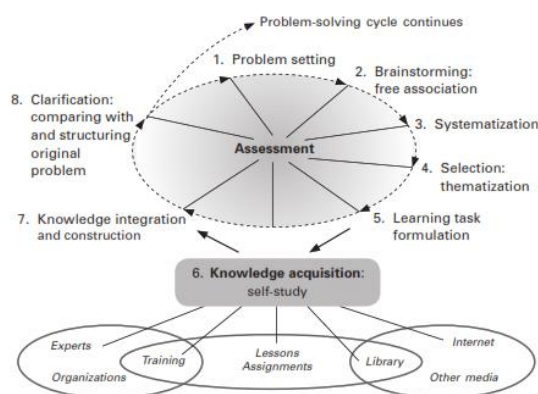 Problem-solving cycle continues
1. Problem setting
2. Brainstorming:
free association
8. Clarification:
comparing with
and structuring
original
problem
3. Systematization
Assessment
4. Selection:
thematization
7. Knowledge integration
and construction
5. Learning task
formulation
6. Knowledge acquisition:
self-study
Experts
Training
Organizations
Lessons
Assignments
Library
Internet
Other media